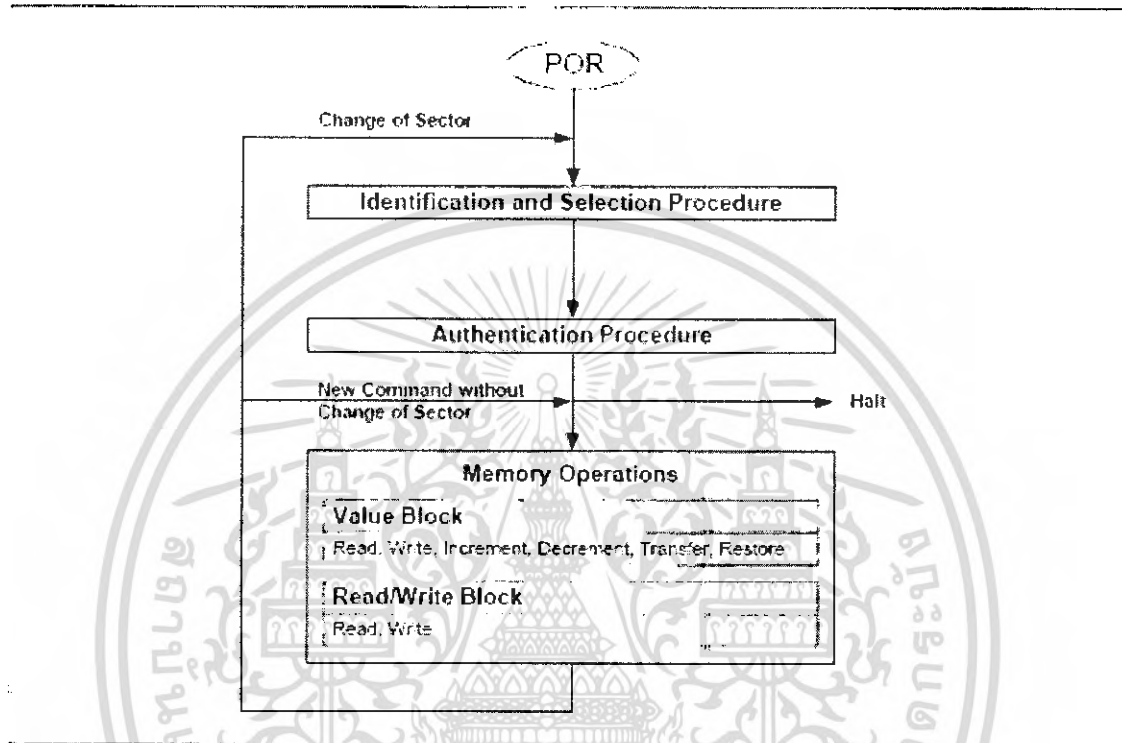 POR
Change of Sector
Identification and Selection Procedure
Authentication Procedure
New Command without
Change of Sector
Halt
Memory Operations
Value Block
Read, Write, Increment, Decrement, Transfer, Restore
Read/Write Block
Read, Write